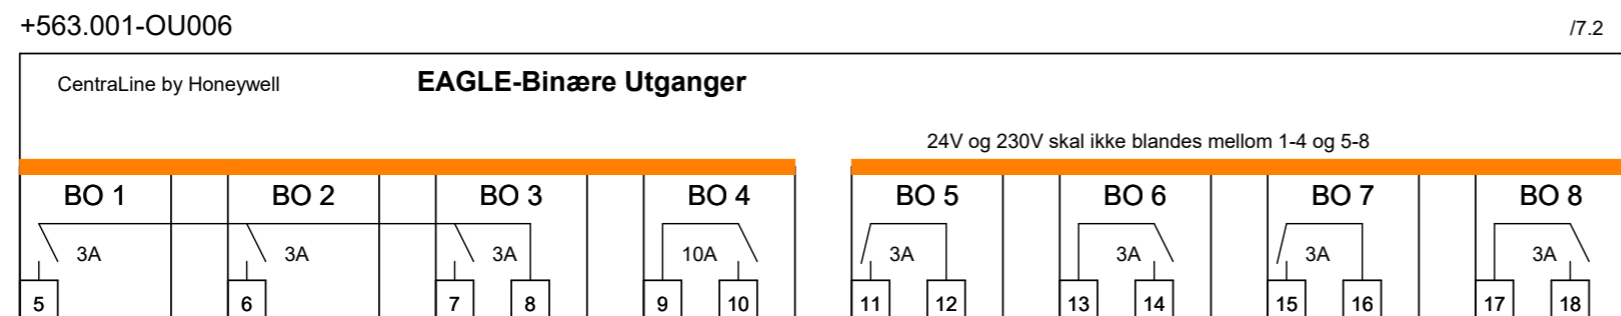 +563.001-OU006 /7.2
CentraLine by Honeywell EAGLE-Binære Utganger
24V og 230V skal ikke blandes mellom 1-4 og 5-8
BO 1 BO 2 BO 3 BO 4 BO 5 BO 6 BO 7 BO 8
3A 3A 3A 10A 3A 3A 3A 3A
5 6 7 8 9 10 11 12 13 14 15 16 17 18